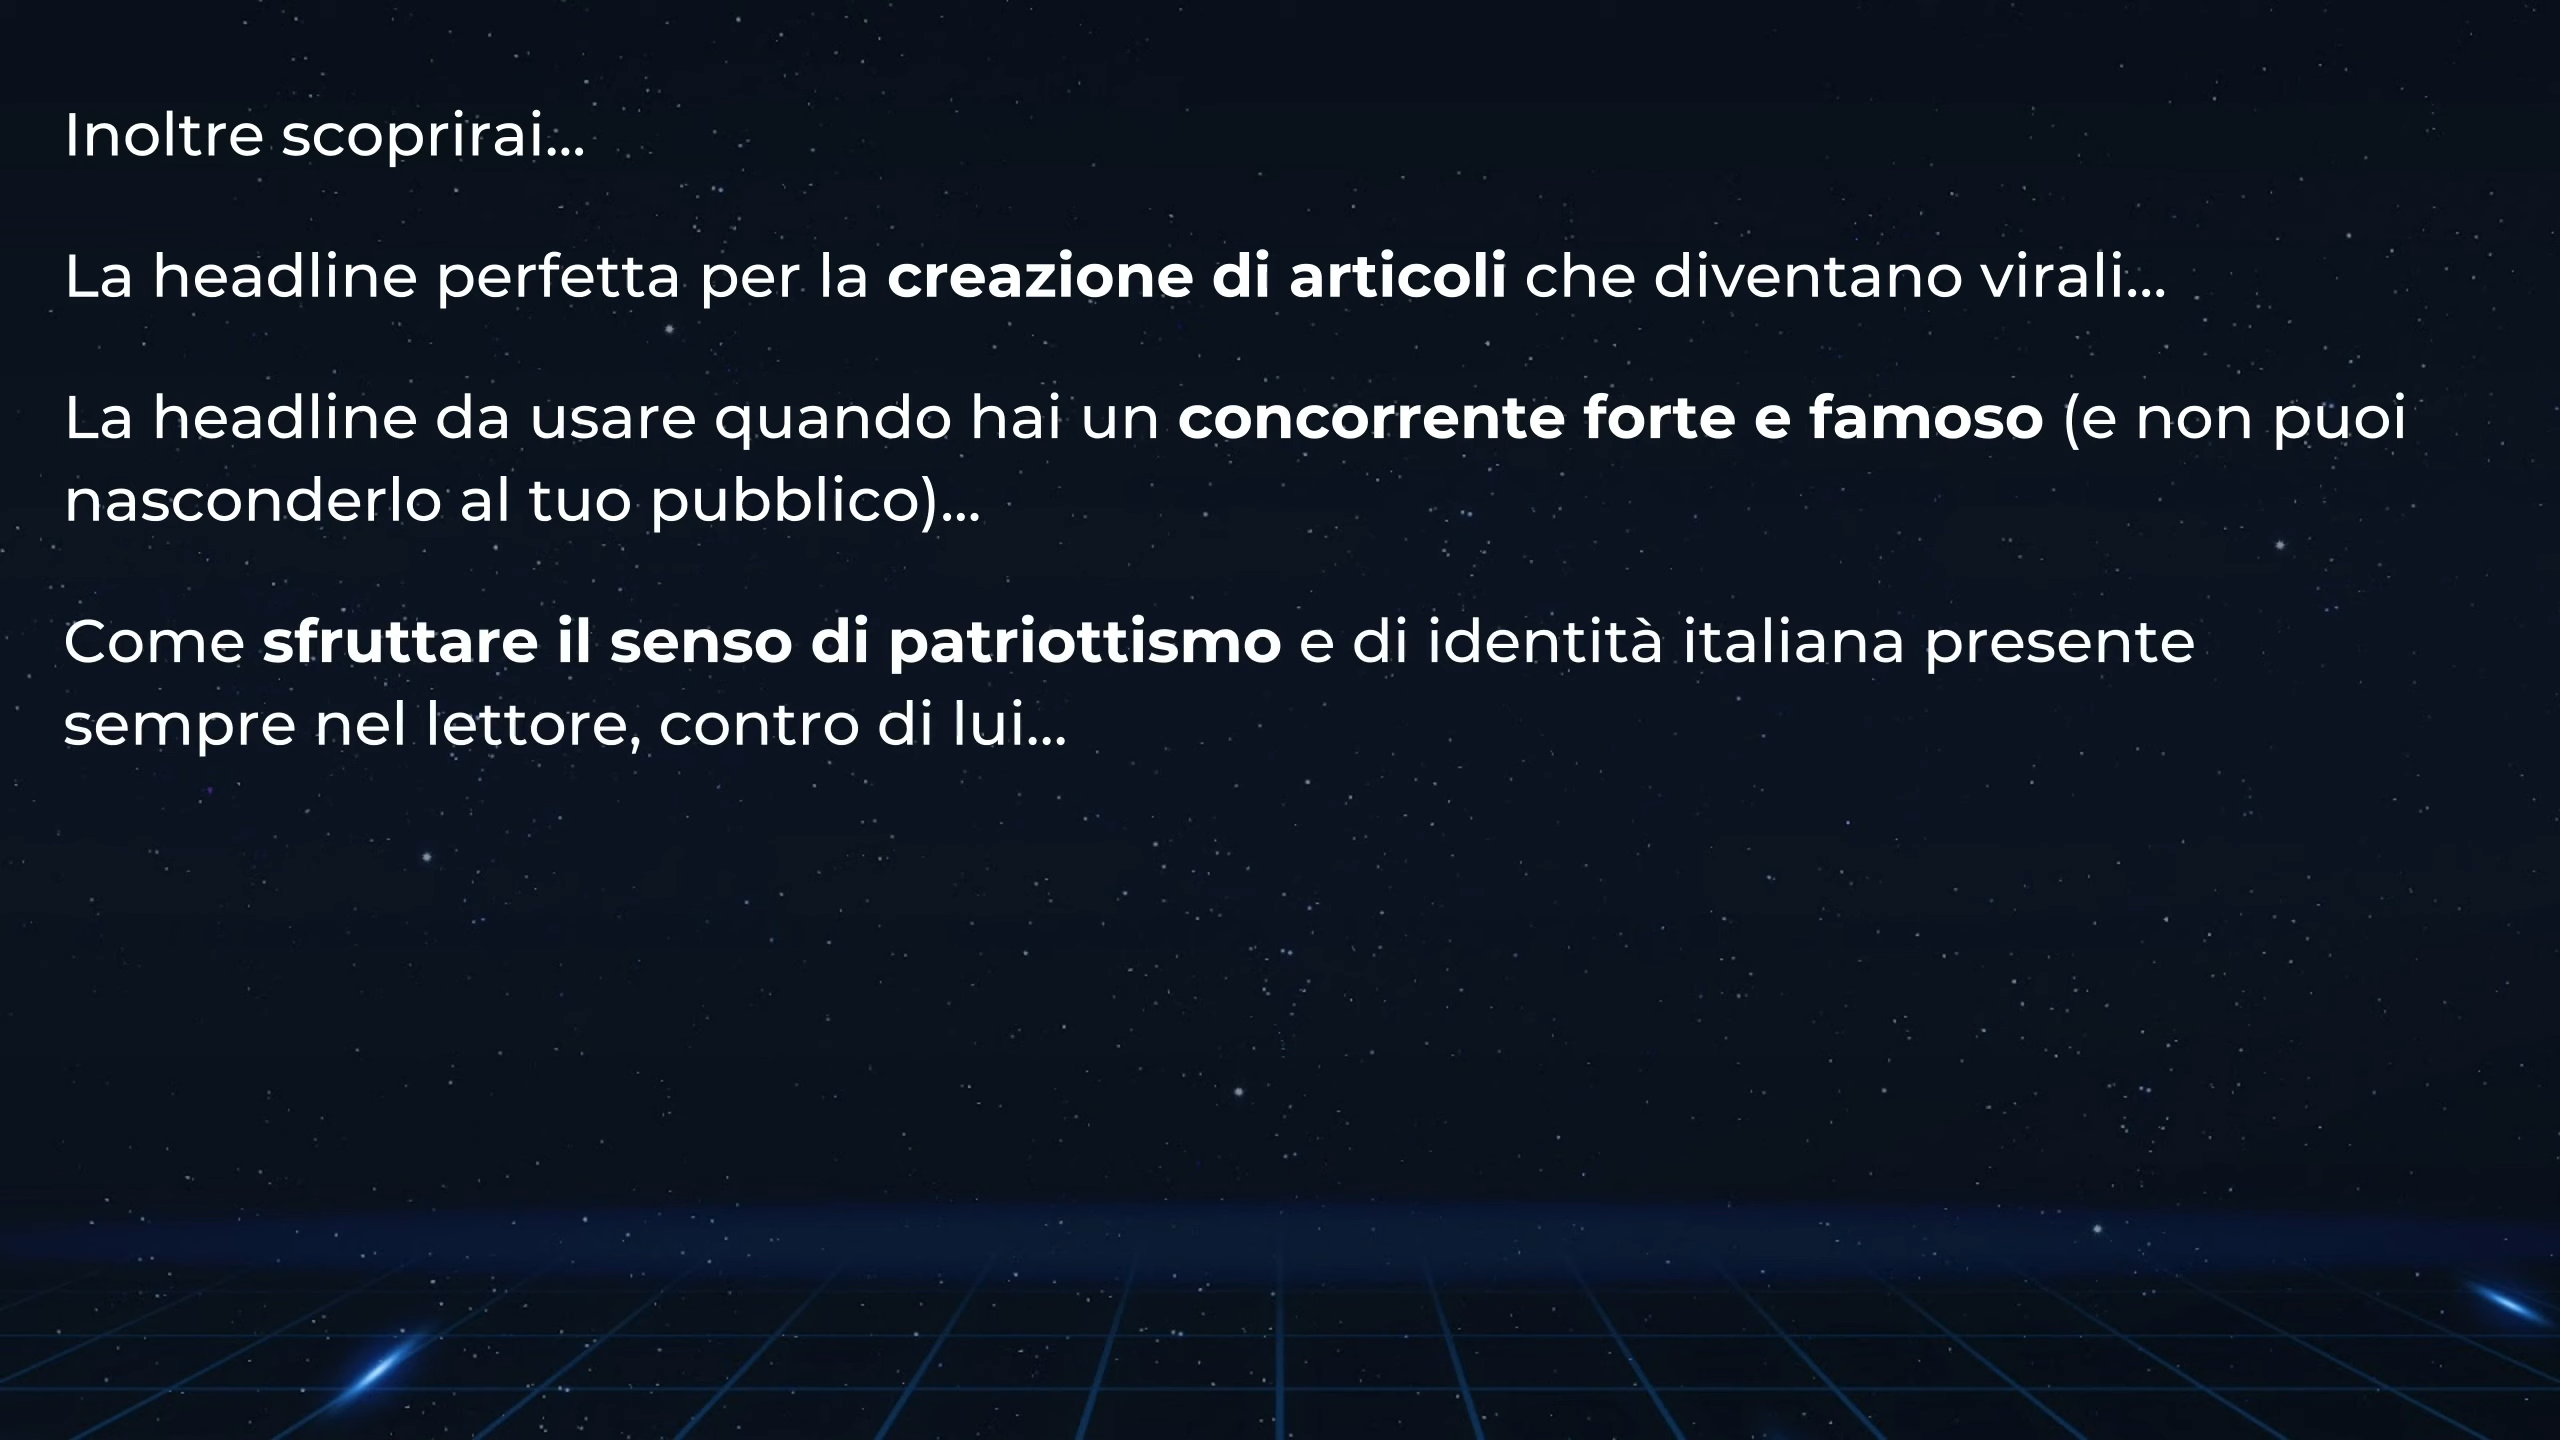 Inoltre scoprirai...
La headline perfetta per la creazione di articoli che diventano virali...
La headline da usare quando hai un concorrente forte e famoso (e non puoi
nasconderlo al tuo pubblico)...
Come sfruttare il senso di patriottismo e di identità italiana presente
sempre nel lettore, contro di lui...